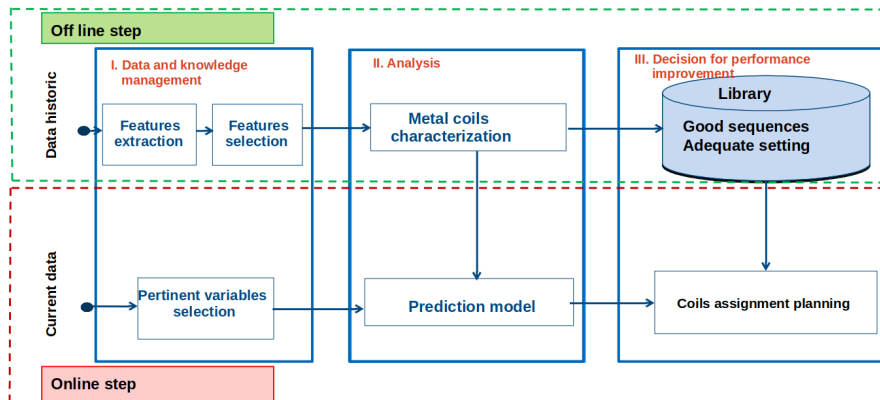 Off line step
I. Data and knowledge
management
II. Analysis
III. Decision for performance
improvement
Data historic
Features
extraction
Features
selection
Metal coils
characterization
Library
Good sequences
Adequate setting
Current data
Pertinent variables
selection
Prediction model
Coils assignment planning
Online step